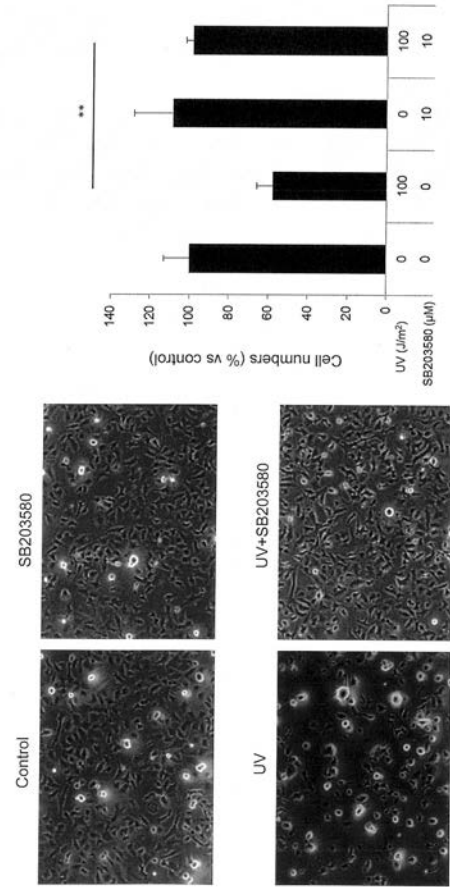 Control
SB203580
UV
UV+SB203580
**
Cell numbers (% vs control)
140
120
100
80
60
40
20
0
UV (J/m²) 0 100 0 100
SB203580 (μM) 0 0 10 10